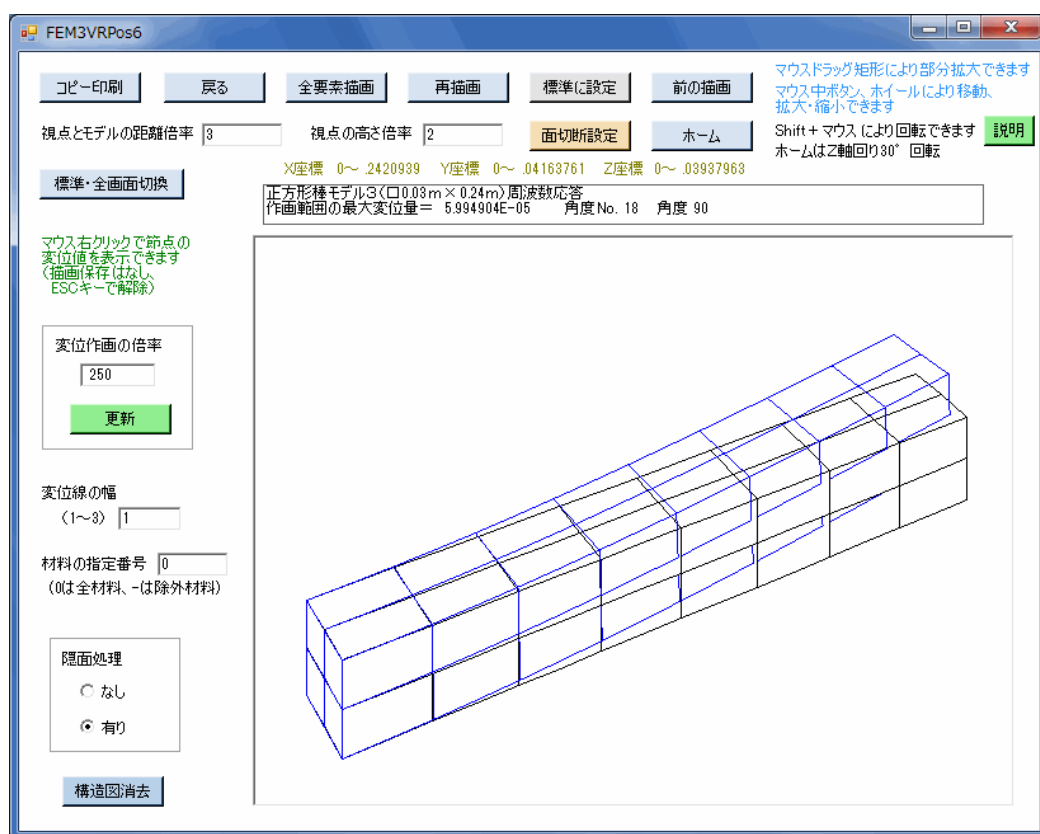 FEM3VRPos6
コピー印刷 戻る 全要素描画 再描画 標準に設定 前の描画
マウスドラッグ矩形により部分拡大できます
マウス中ボタン、ホイールにより移動、
拡大・縮小できます
視点とモデルの距離倍率 3 視点の高さ倍率 2 面切断設定 ホーム
Shift+マウス により回転できます
ホームはZ軸回り30° 回転
説明
X座標 0~ .2420939 Y座標 0~ .04163761 Z座標 0~ .03937963
標準・全画面切換
正方形棒モデル3(口0.03m×0.24m)周波数応答
作画範囲の最大変位量= 5.994904E-05 角度No. 18 角度 90
マウス右クリックで節点の
変位値を表示できます
(描画保存はなし、
ESCキーで解除)
変位作画の倍率
250
更新
変位線の幅
(1~3) 1
材料の指定番号 0
(0は全材料、-は除外材料)
隠面処理
なし
有り
構造図消去